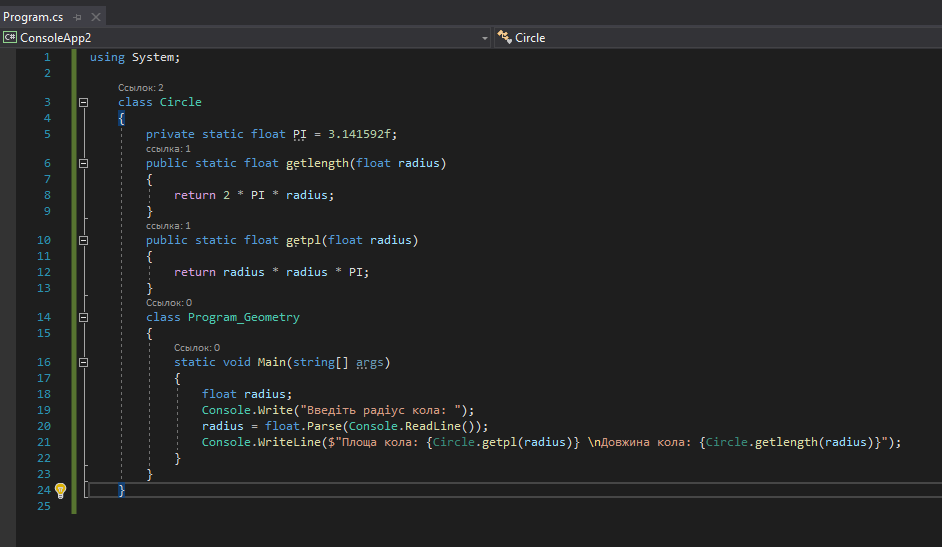 Program.cs
C# ConsoleApp2 Circle
1 using System;
2
Ссылок: 2
3 class Circle
4 {
5 private static float PI = 3.141592f;
ссылка: 1
6 public static float getlength(float radius)
7 {
8 return 2 * PI * radius;
9 }
ссылка: 1
10 public static float getpl(float radius)
11 {
12 return radius * radius * PI;
13 }
Ссылок: 0
14 class Program_Geometry
15 {
Ссылок: 0
16 static void Main(string[] args)
17 {
18 float radius;
19 Console.Write("Введіть радіус кола: ");
20 radius = float.Parse(Console.ReadLine());
21 Console.WriteLine($"Площа кола: {Circle.getpl(radius)} \nДовжина кола: {Circle.getlength(radius)}");
22 }
23 }
24 }
25